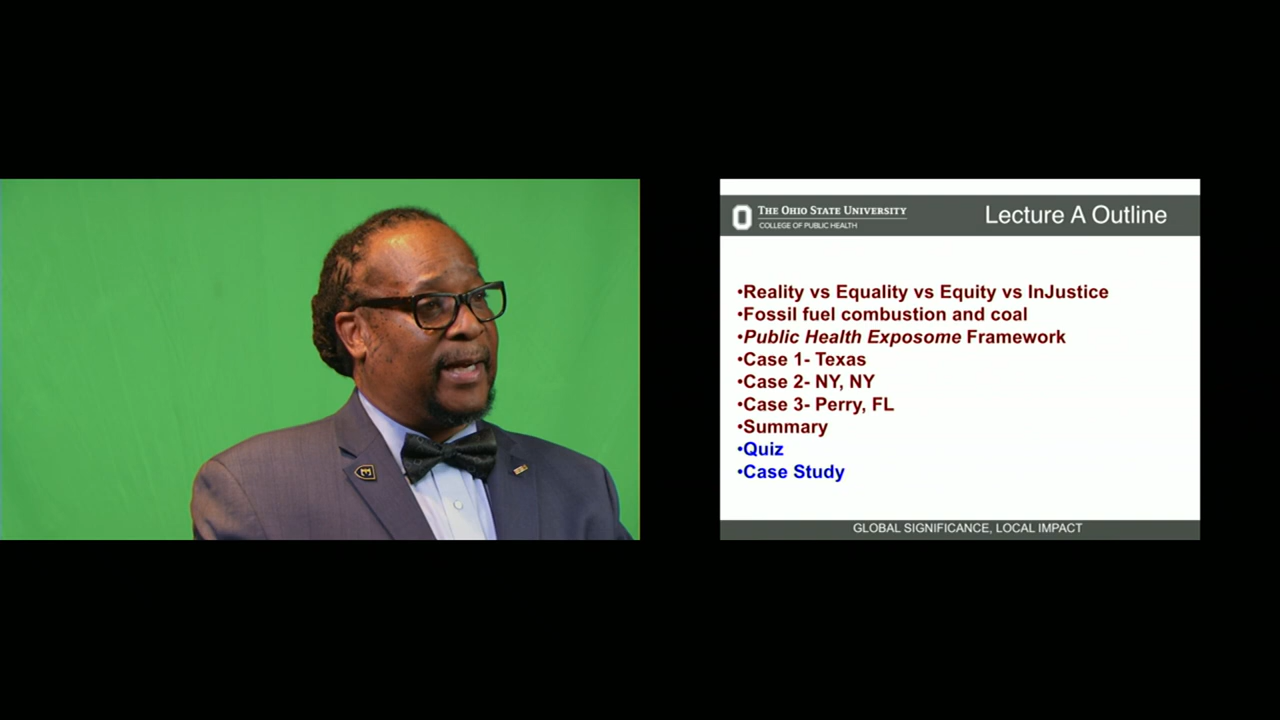 THE OHIO STATE UNIVERSITY
COLLEGE OF PUBLIC HEALTH
Lecture A Outline
•Reality vs Equality vs Equity vs InJustice
•Fossil fuel combustion and coal
•Public Health Exposome Framework
•Case 1- Texas
•Case 2- NY, NY
•Case 3- Perry, FL
•Summary
•Quiz
•Case Study
GLOBAL SIGNIFICANCE, LOCAL IMPACT